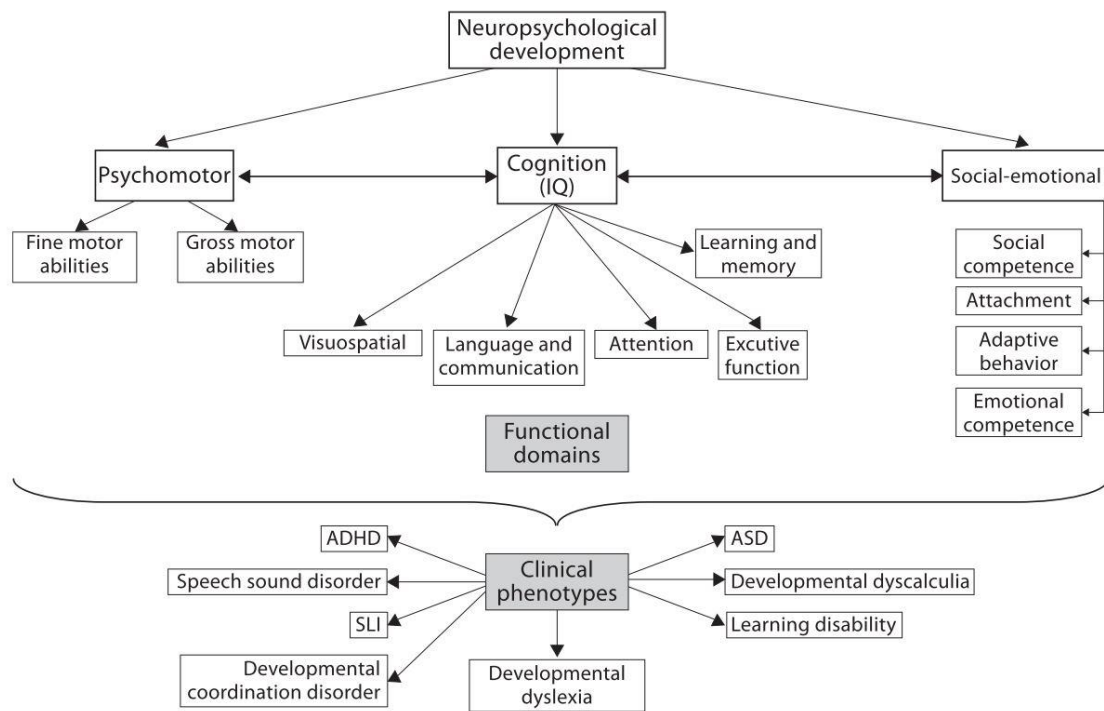 Neuropsychological
development
Psychomotor
Cognition
(IQ)
Social-emotional
Fine motor
abilities
Gross motor
abilities
Learning and
memory
Visuospatial
Language and
communication
Attention
Excutive
function
Social
competence
Attachment
Adaptive
behavior
Emotional
competence
Functional
domains
ADHD
Speech sound disorder
SLI
Developmental
coordination disorder
Clinical
phenotypes
Developmental
dyslexia
ASD
Developmental dyscalculia
Learning disability